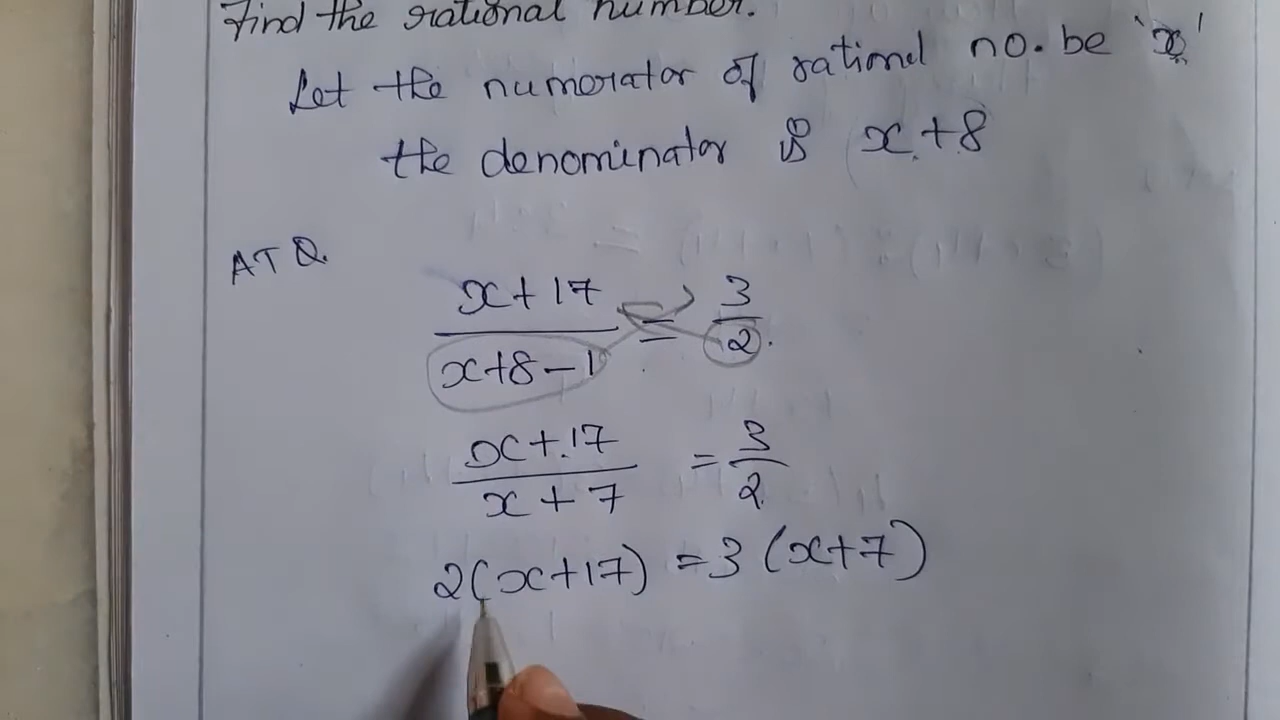 Find the rational number.
Let the numerator of rational no. be 'x'
the denominator is x+8
ATQ.
x+17 / x+8-1 = 3/2
x+17 / x+7 = 3/2
2(x+17) = 3(x+7)